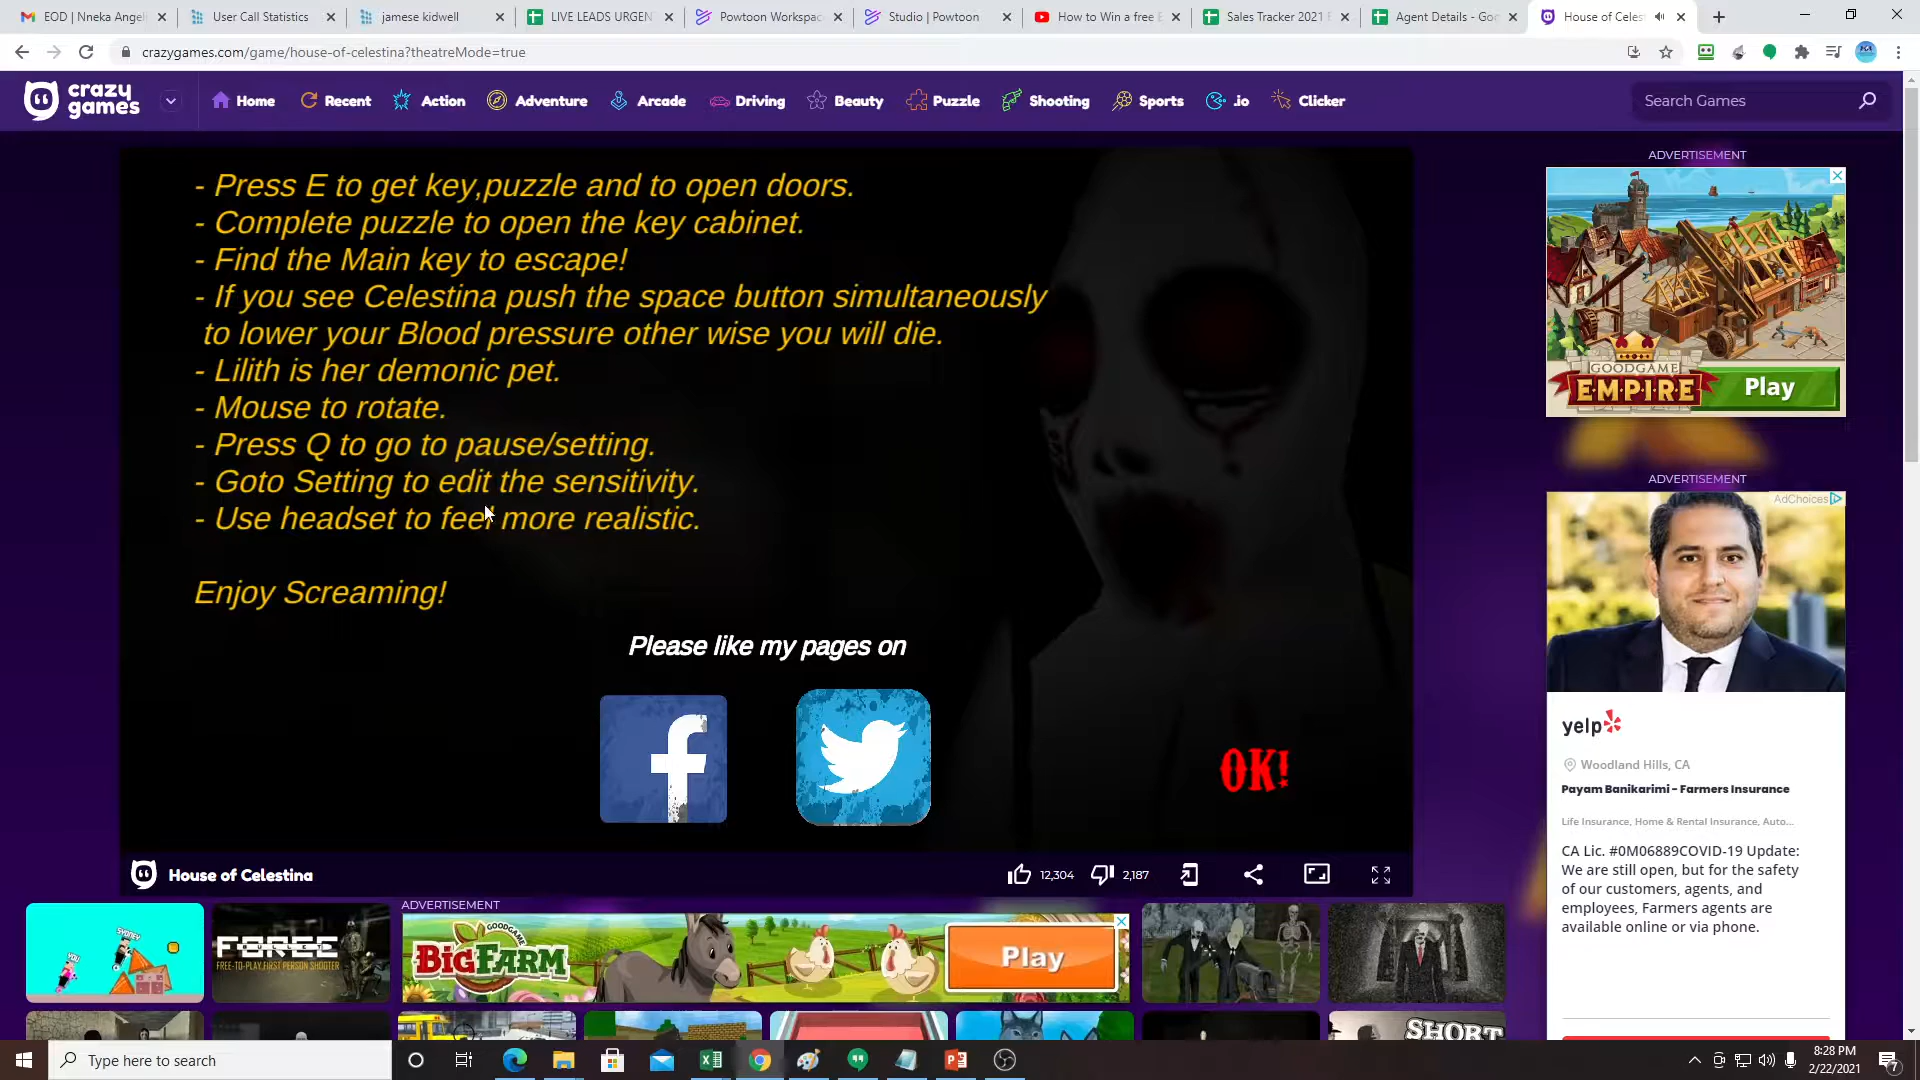 EOD | Nneka Angel
User Call Statistics
jamese kidwell
LIVE LEADS URGEN
Powtoon Workspac
Studio | Powtoon
How to Win a free
Sales Tracker 2021
Agent Details - Goo
House of Celes
crazygames.com/game/house-of-celestina?theatreMode=true
crazy games
Home
Recent
Action
Adventure
Arcade
Driving
Beauty
Puzzle
Shooting
Sports
.io
Clicker
Search Games
- Press E to get key,puzzle and to open doors.
- Complete puzzle to open the key cabinet.
- Find the Main key to escape!
- If you see Celestina push the space button simultaneously
to lower your Blood pressure other wise you will die.
- Lilith is her demonic pet.
- Mouse to rotate.
- Press Q to go to pause/setting.
- Goto Setting to edit the sensitivity.
- Use headset to feel more realistic.
Enjoy Screaming!
Please like my pages on
OK!
House of Celestina
12,304
2,187
ADVERTISEMENT
GOODGAME
EMPIRE
Play
ADVERTISEMENT
AdChoices
yelp
Woodland Hills, CA
Payam Banikarimi - Farmers Insurance
Life Insurance, Home & Rental Insurance, Auto...
CA Lic. #0M06889COVID-19 Update:
We are still open, but for the safety
of our customers, agents, and
employees, Farmers agents are
available online or via phone.
ADVERTISEMENT
YOU
SYDNEY
FORCE
FREE-TO-PLAY, FIRST PERSON SHOOTER
GOODGAME
BIGFARM
Play
SHORT
Type here to search
8:28 PM
2/22/2021
7